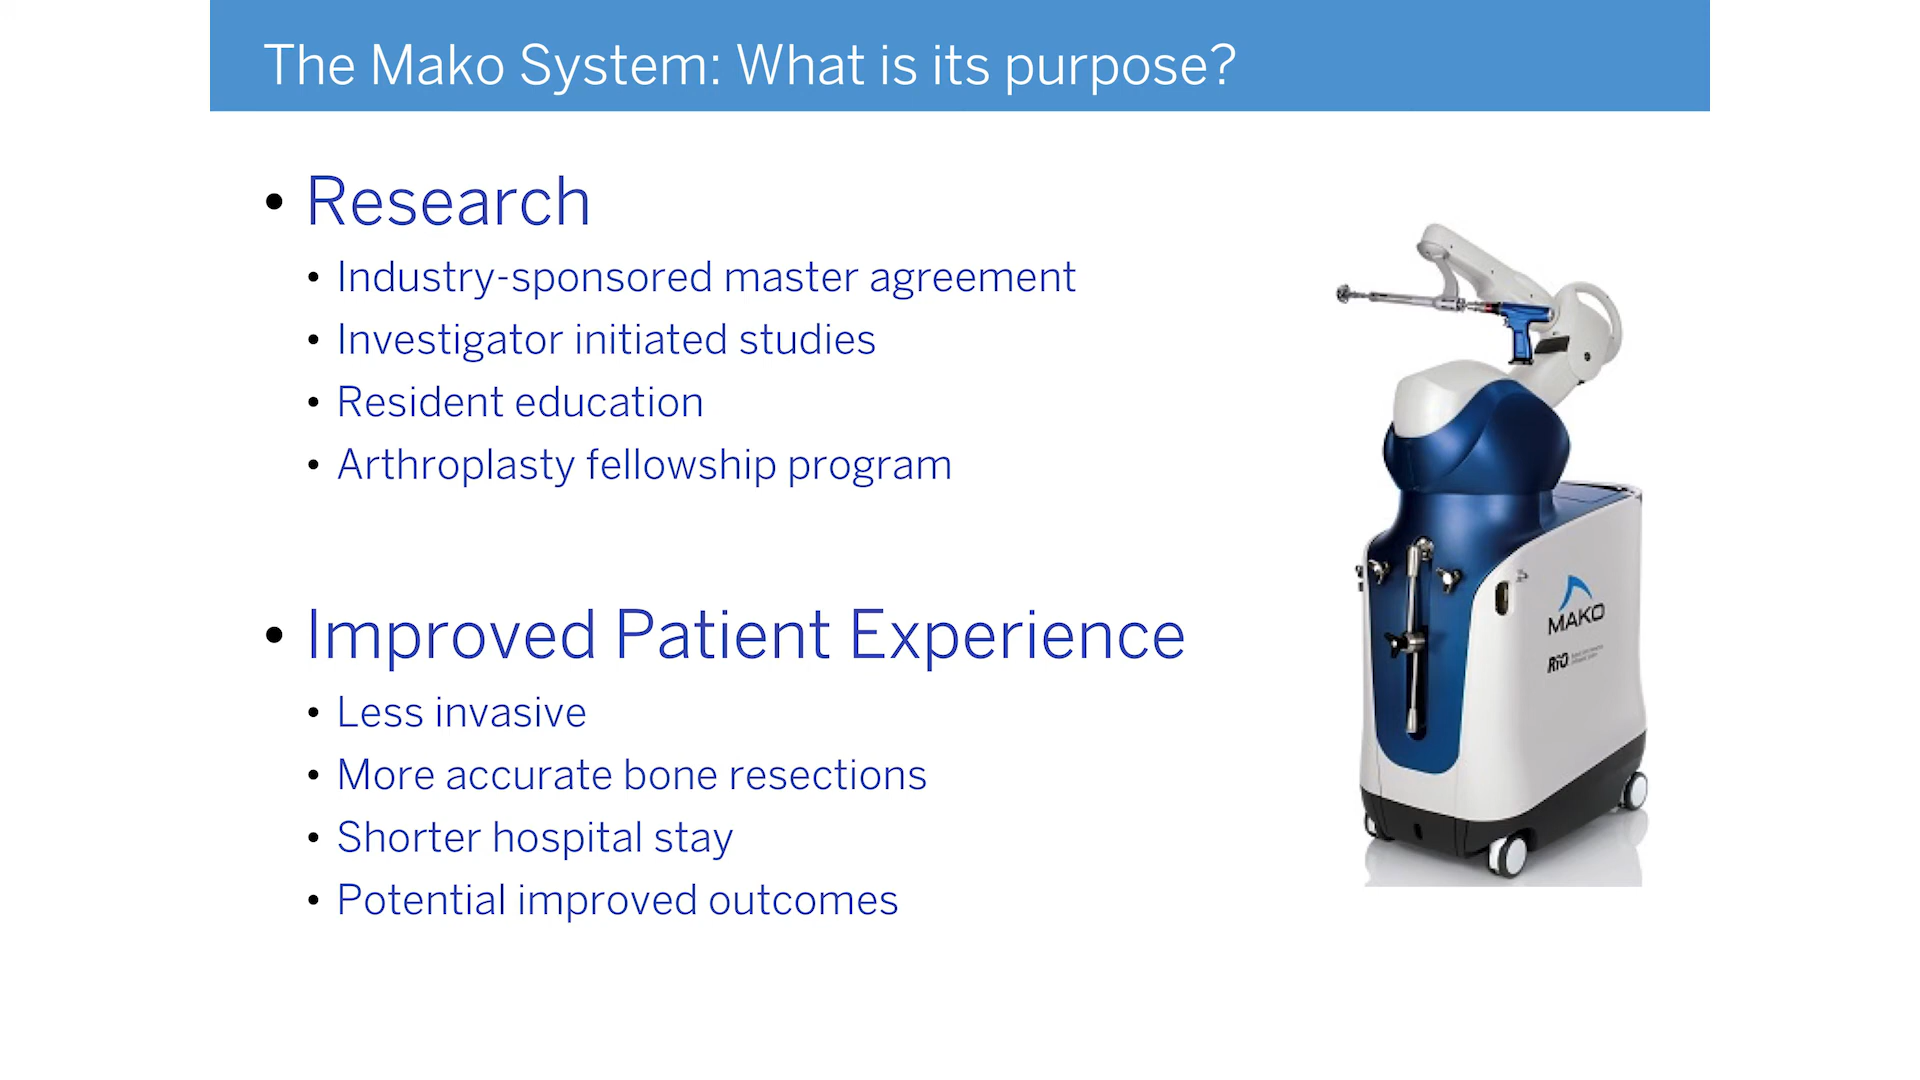 The Mako System: What is its purpose?
• Research
• Industry-sponsored master agreement
• Investigator initiated studies
• Resident education
• Arthroplasty fellowship program
• Improved Patient Experience
• Less invasive
• More accurate bone resections
• Shorter hospital stay
• Potential improved outcomes
MAKO
RIO